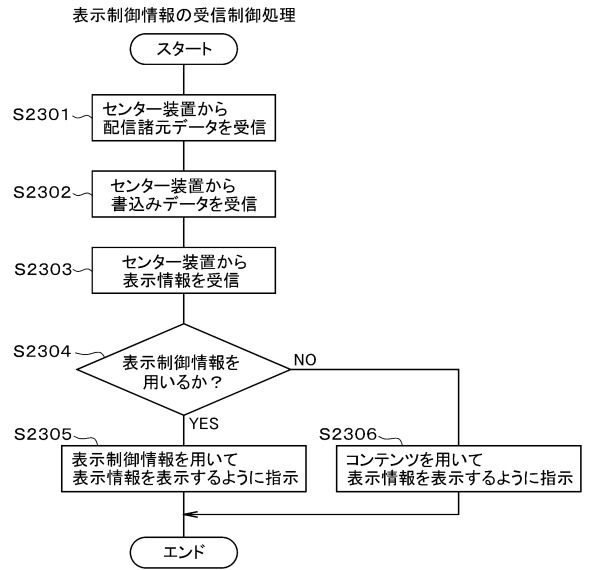 表示制御情報の受信制御処理
スタート
S2301
センター装置から
配信諸元データを受信
S2302
センター装置から
書込みデータを受信
S2303
センター装置から
表示情報を受信
S2304
表示制御情報を
用いるか？
NO
YES
S2305
表示制御情報を用いて
表示情報を表示するように指示
S2306
コンテンツを用いて
表示情報を表示するように指示
エンド